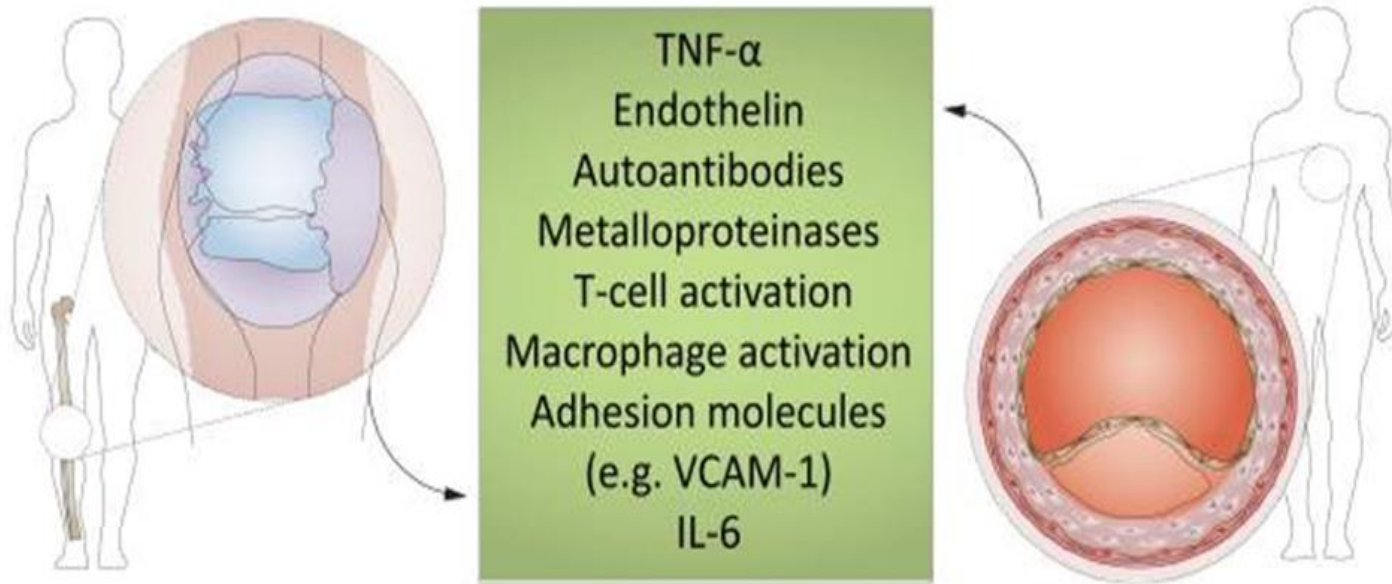 TNF-α
Endothelin
Autoantibodies
Metalloproteinases
T-cell activation
Macrophage activation
Adhesion molecules
(e.g. VCAM-1)
IL-6